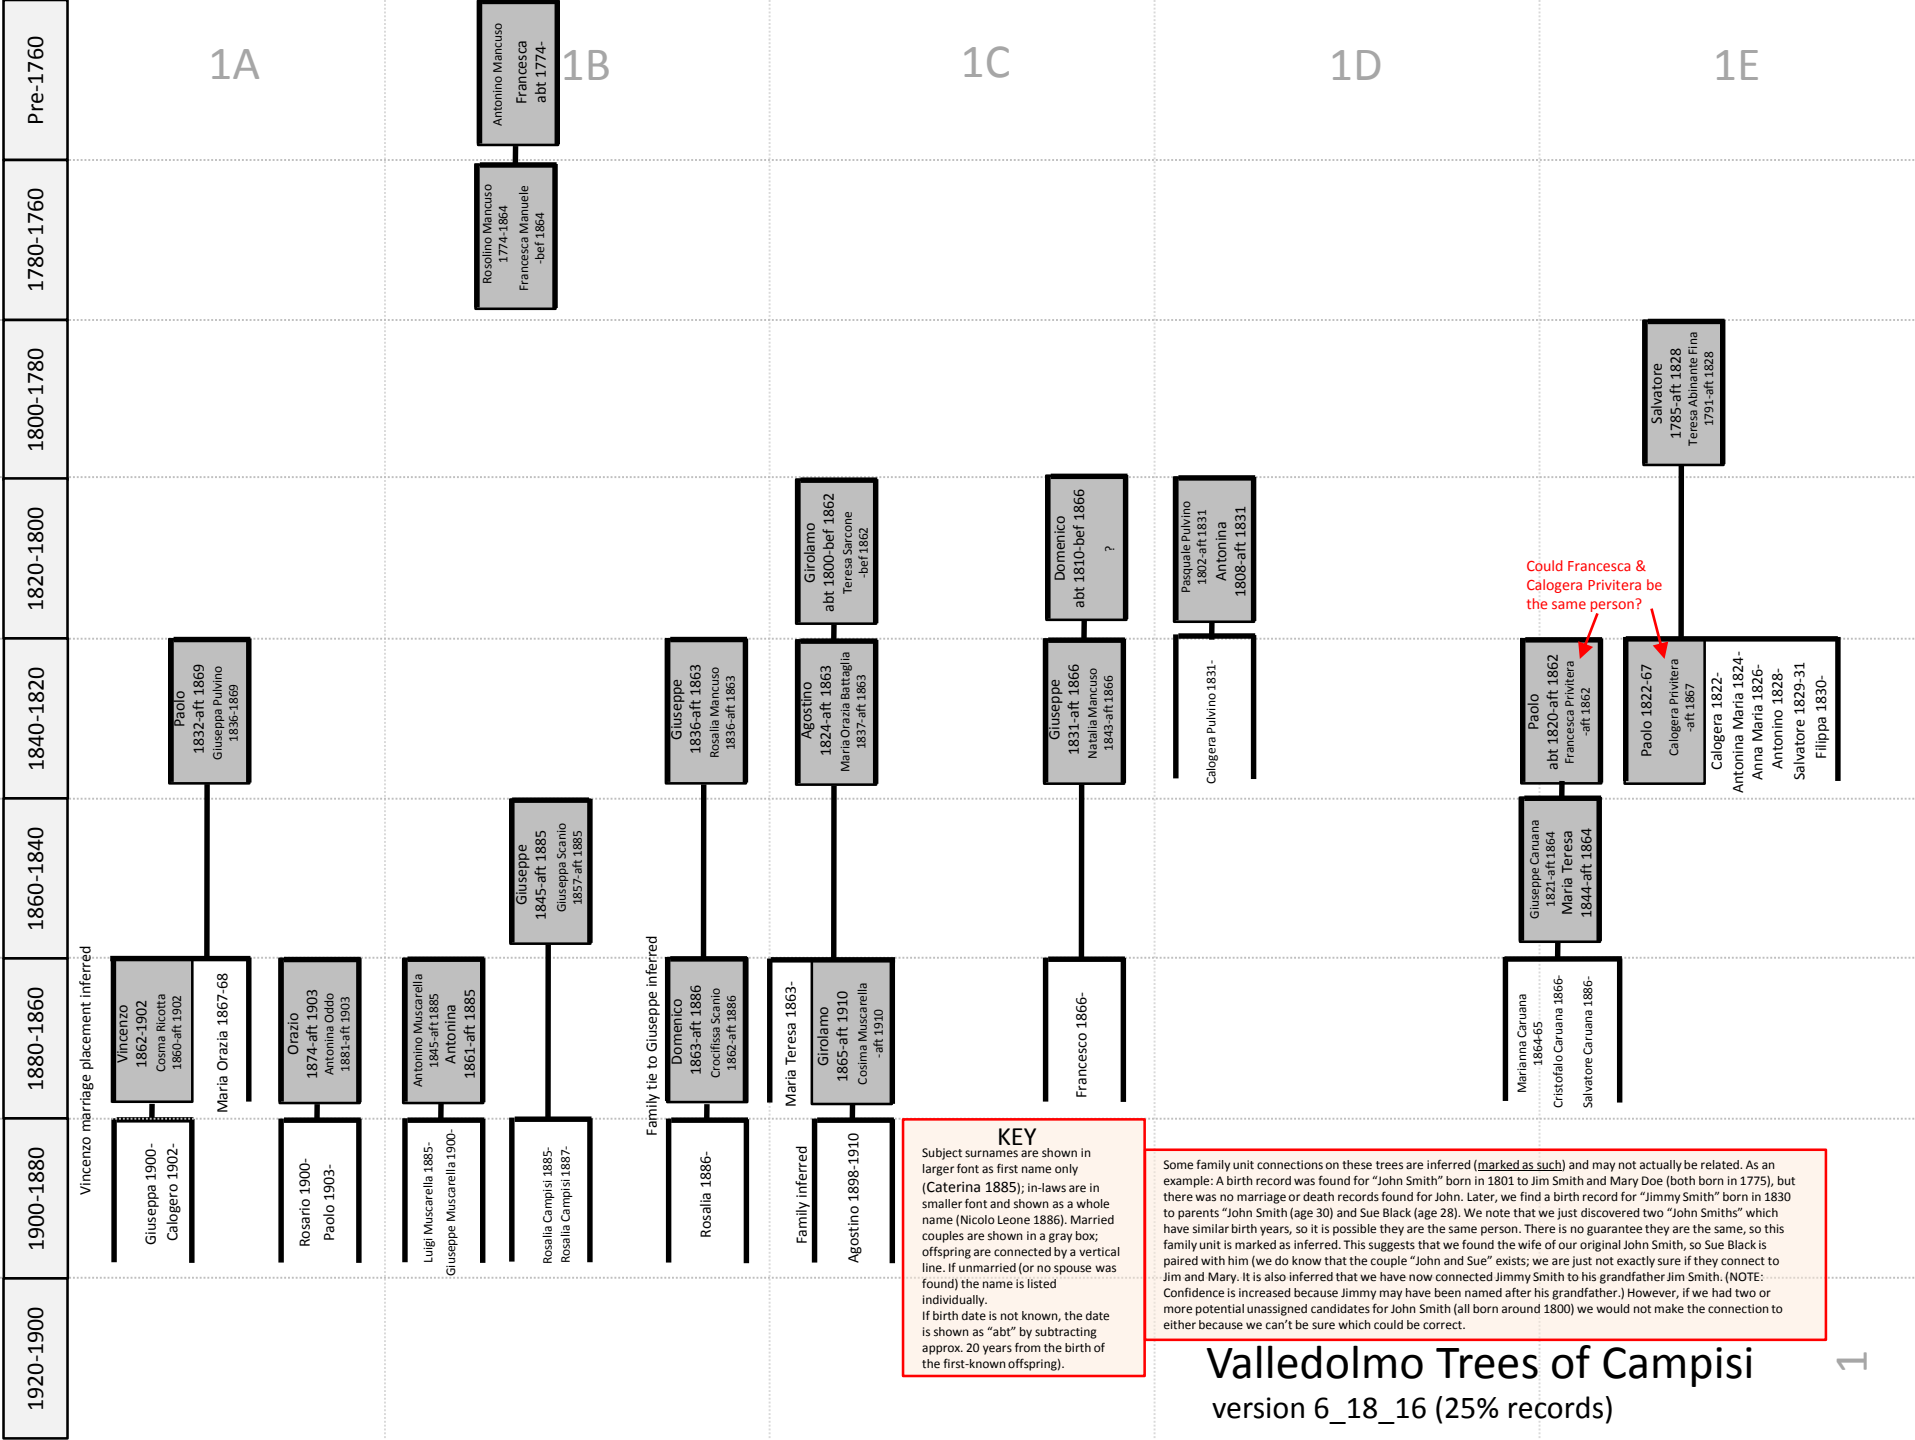 Pre-1760
1780-1760
1800-1780
1820-1800
1840-1820
1860-1840
1880-1860
1900-1880
1920-1900
1A
1B
1C
1D
1E
Antonino Mancuso
Francesca
abt 1774-
Rosolino Mancuso
1774-1864
Francesca Manuele
-bef 1864
Salvatore
1785-aft 1828
Teresa Abinante Fina
1791-aft 1828
Girolamo
abt 1800-bef 1862
Teresa Sarcone
-bef 1862
Domenico
abt 1810-bef 1866
?
Pasquale Pulvino
1802-aft 1831
Antonina
1808-aft 1831
Could Francesca &
Calogera Privitera be
the same person?
Paolo
1832-aft 1869
Giuseppa Pulvino
1836-1869
Giuseppe
1836-aft 1863
Rosalia Mancuso
1836-aft 1863
Agostino
1824-aft 1863
Maria Orazia Battaglia
1837-aft 1863
Giuseppe
1831-aft 1866
Natalia Mancuso
1843-aft 1866
Calogera Pulvino 1831-
Paolo
abt 1820-aft 1862
Francesca Privitera
-aft 1862
Paolo 1822-67
Calogera Privitera
-aft 1867
Calogera 1822-
Antonina Maria 1824-
Anna Maria 1826-
Antonino 1828-
Salvatore 1829-31
Filippa 1830-
Giuseppe
1845-aft 1885
Giuseppa Scanio
1857-aft 1885
Giuseppe Caruana
1821-aft1864
Maria Teresa
1844-aft 1864
Vincenzo marriage placement inferred
Vincenzo
1862-1902
Cosma Ricotta
1860-aft 1902
Maria Orazia 1867-68
Orazio
1874-aft 1903
Antonina Oddo
1881-aft 1903
Antonino Muscarella
1845-aft 1885
Antonina
1861-aft 1885
Family tie to Giuseppe inferred
Domenico
1863-aft 1886
Crocifissa Scanio
1862-aft 1886
Maria Teresa 1863-
Girolamo
1865-aft 1910
Cosima Muscarella
-aft 1910
Francesco 1866-
Marianna Caruana
1864-65
Cristofalo Caruana 1866-
Salvatore Caruana 1886-
Giuseppa 1900-
Calogero 1902-
Rosario 1900-
Paolo 1903-
Luigi Muscarella 1885-
Giuseppe Muscarella 1900-
Rosalia Campisi 1885-
Rosalia Campisi 1887-
Rosalia 1886-
Family inferred
Agostino 1898-1910
KEY
Subject surnames are shown in
larger font as first name only
(Caterina 1885); in-laws are in
smaller font and shown as a whole
name (Nicolo Leone 1886). Married
couples are shown in a gray box;
offspring are connected by a vertical
line. If unmarried (or no spouse was
found) the name is listed
individually.
If birth date is not known, the date
is shown as “abt” by subtracting
approx. 20 years from the birth of
the first-known offspring).
Some family unit connections on these trees are inferred (marked as such) and may not actually be related. As an
example: A birth record was found for “John Smith” born in 1801 to Jim Smith and Mary Doe (both born in 1775), but
there was no marriage or death records found for John. Later, we find a birth record for “Jimmy Smith” born in 1830
to parents “John Smith (age 30) and Sue Black (age 28). We note that we just discovered two “John Smiths” which
have similar birth years, so it is possible they are the same person. There is no guarantee they are the same, so this
family unit is marked as inferred. This suggests that we found the wife of our original John Smith, so Sue Black is
paired with him (we do know that the couple “John and Sue” exists; we are just not exactly sure if they connect to
Jim and Mary. It is also inferred that we have now connected Jimmy Smith to his grandfather Jim Smith. (NOTE:
Confidence is increased because Jimmy may have been named after his grandfather.) However, if we had two or
more potential unassigned candidates for John Smith (all born around 1800) we would not make the connection to
either because we can’t be sure which could be correct.
Valledolmo Trees of Campisi
version 6_18_16 (25% records)
1